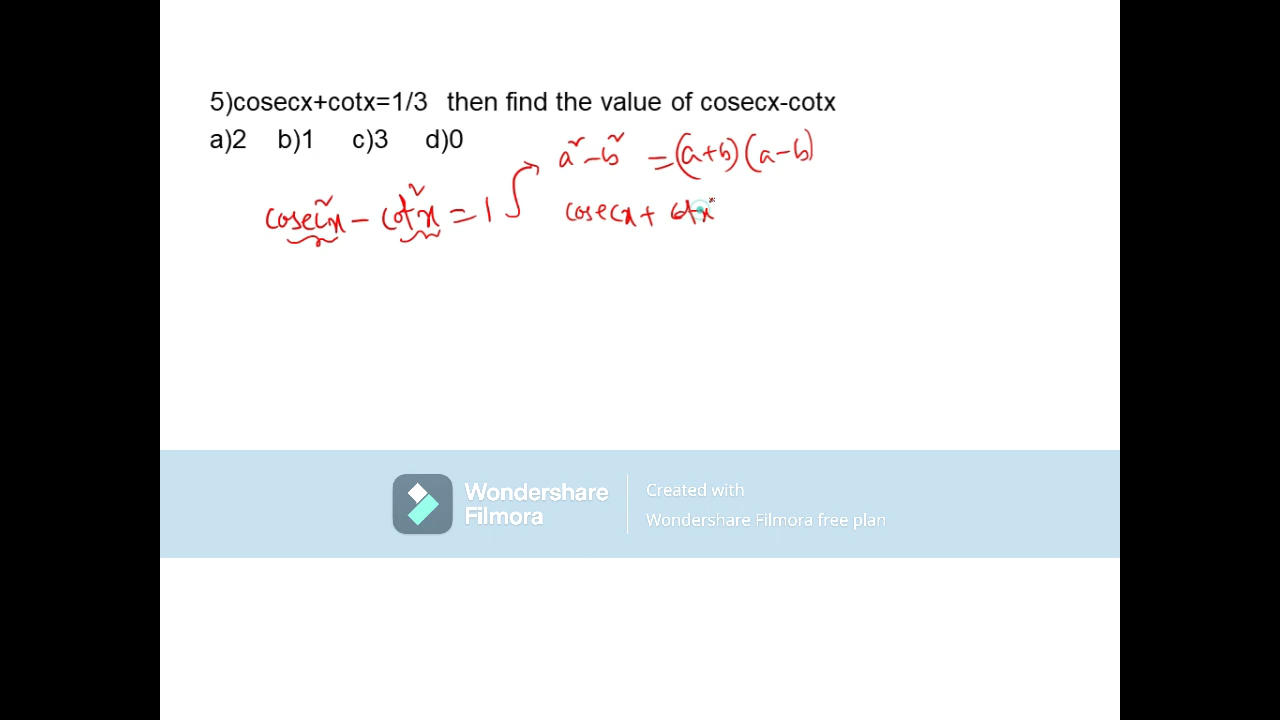 5)cosecx+cotx=1/3 then find the value of cosecx-cotx
a)2 b)1 c)3 d)0
a² - b² = (a+b) (a-b)
cosec²x - cot²x = 1
cosecx + cotx
Wondershare Filmora
Created with
Wondershare Filmora free plan